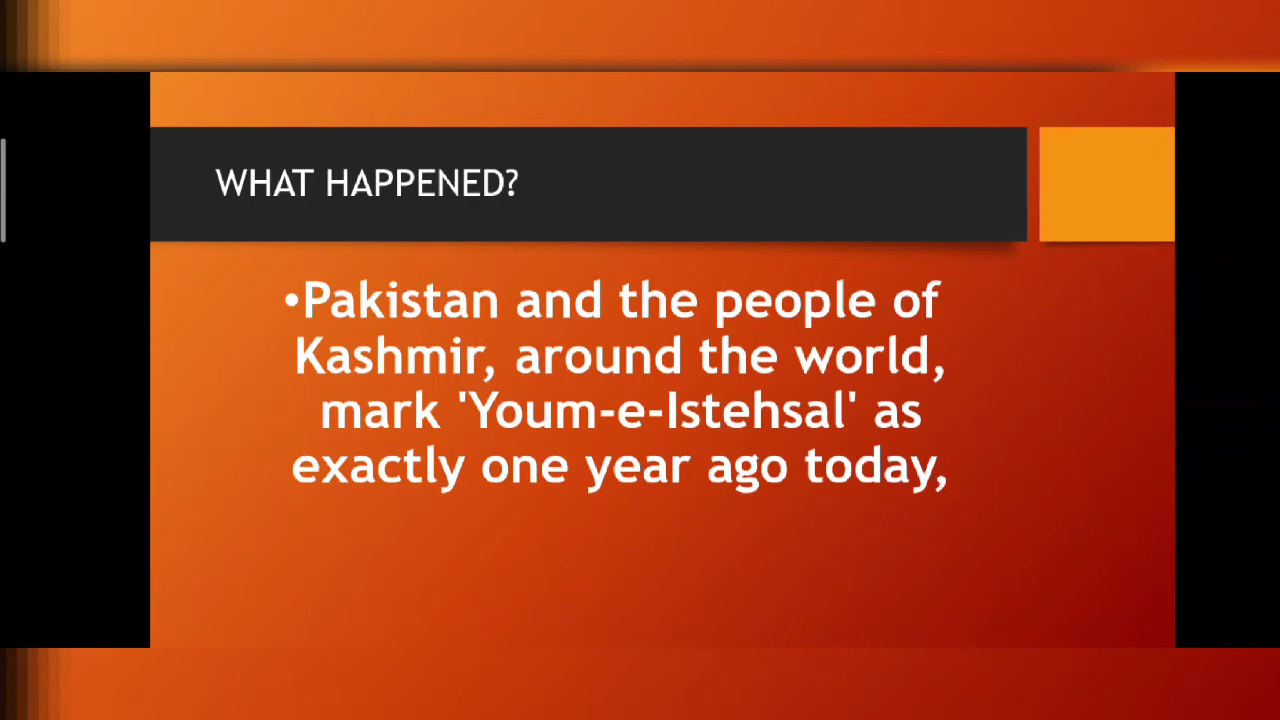 WHAT HAPPENED?
•Pakistan and the people of
Kashmir, around the world,
mark 'Youm-e-Istehsal' as
exactly one year ago today,